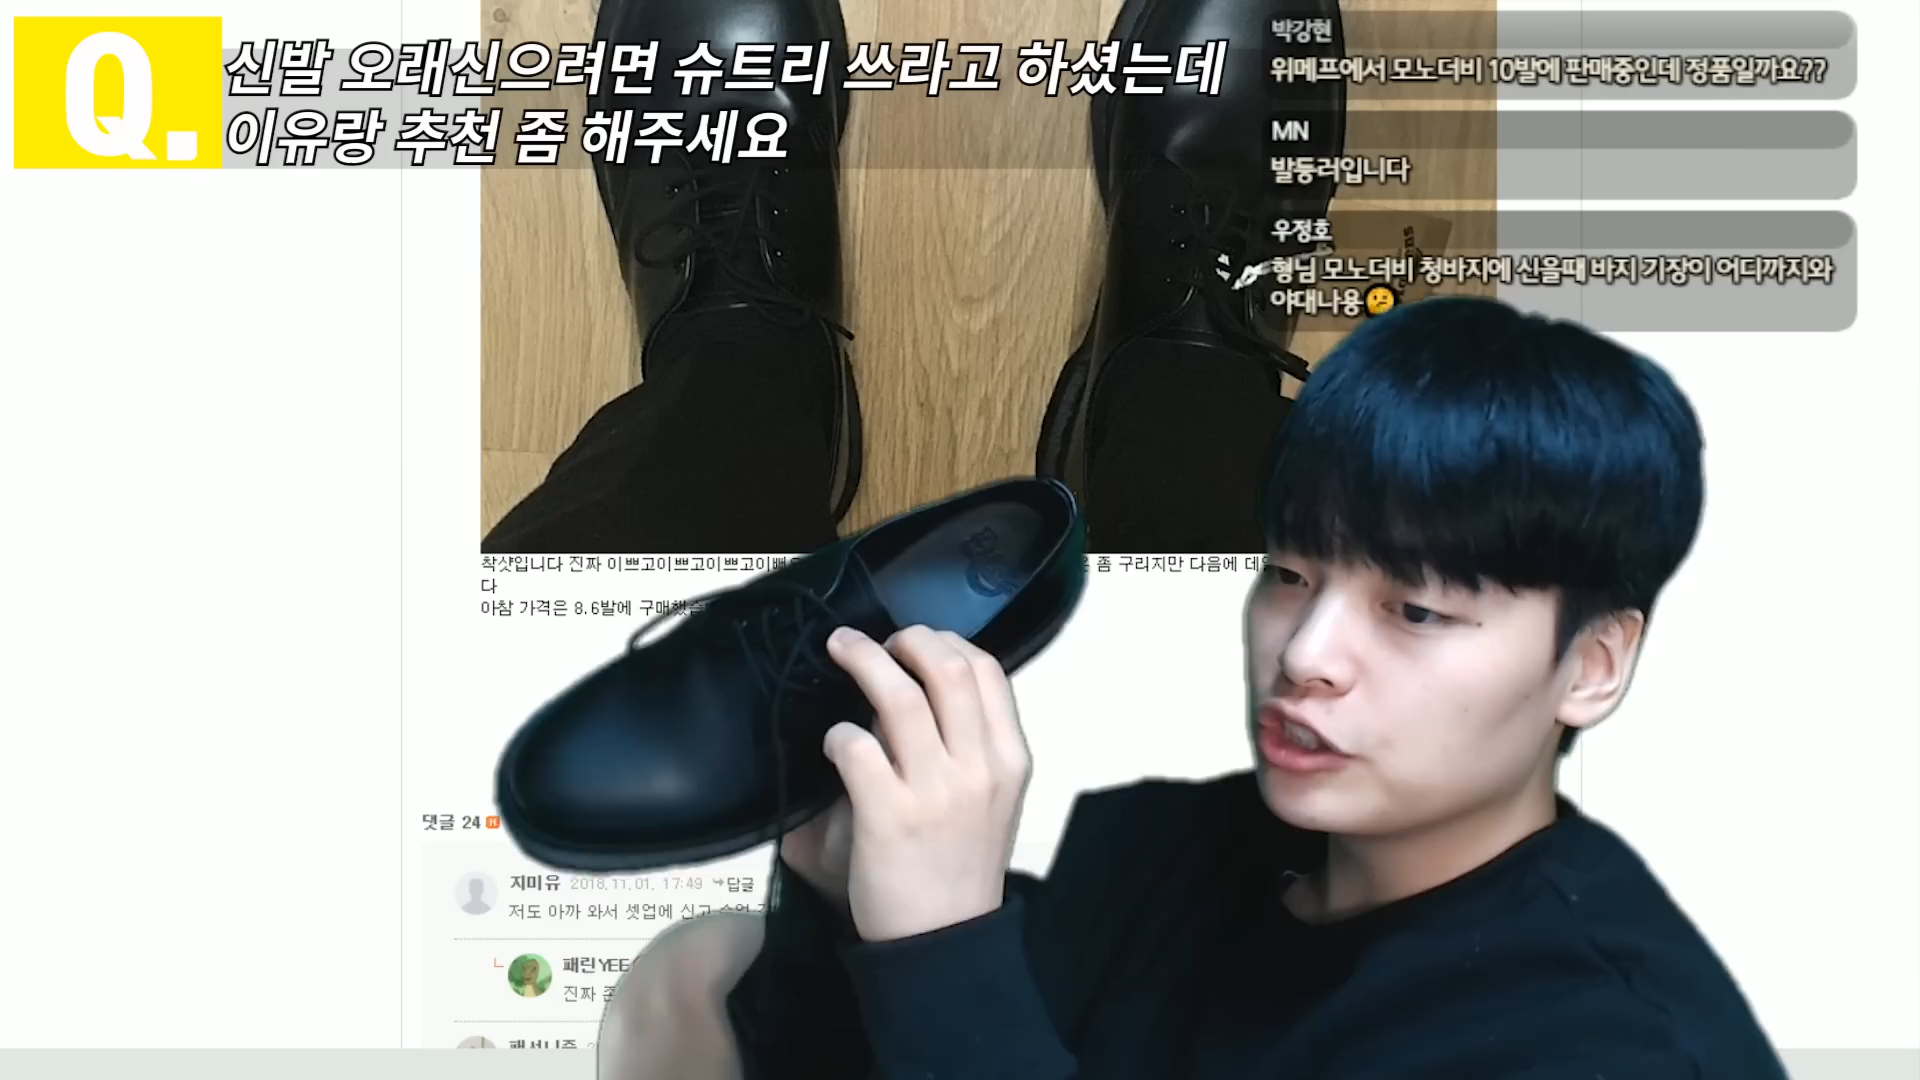 Q.
신발 오래신으려면 슈트리 쓰라고 하셨는데
이유랑 추천 좀 해주세요
박강현
위메프에서 모노더비 10발에 판매중인데 정품일까요??
MN
발등러입니다
우정호
형님 모노더비 청바지에 신을때 바지 기장이 어디까지와
야대나용
착샷입니다 진짜 이쁘고이쁘고이쁘고이뻐요 좀 구리지만 다음에
다
아참 가격은 8.6발에 구매했습
댓글 24 N
지미유 2018.11.01. 17:49 답글
저도 아까 와서 셋업에 신고
패린YEE
진짜
패셔니즘